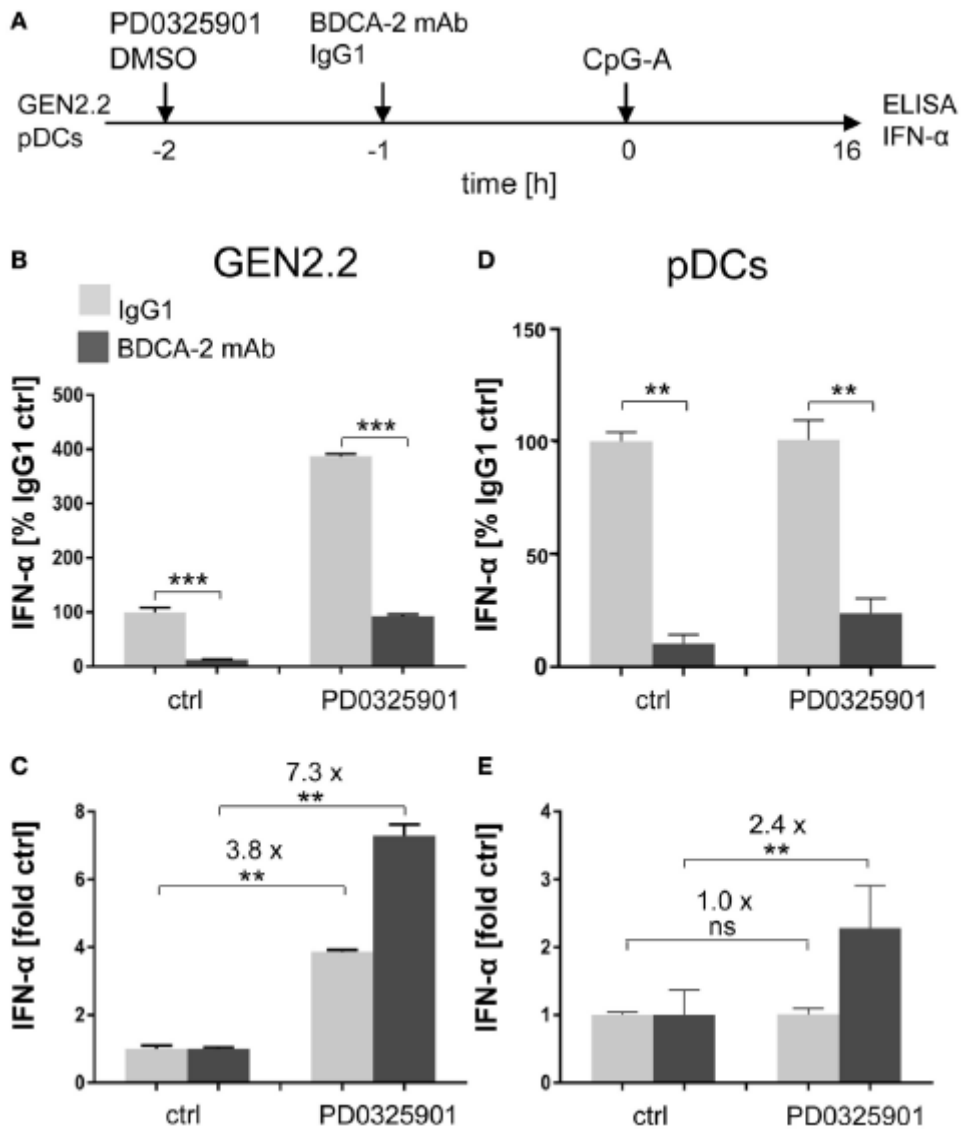 A
PD0325901
DMSO
BDCA-2 mAb
IgG1
CpG-A
GEN2.2
pDCs
ELISA
IFN-α
-2
-1
0
16
time [h]
B
GEN2.2
IgG1
BDCA-2 mAb
IFN-α [% IgG1 ctrl]
500
400
300
200
100
0
***
***
ctrl
PD0325901
D
pDCs
IFN-α [% IgG1 ctrl]
150
100
50
0
**
**
ctrl
PD0325901
C
IFN-α [fold ctrl]
8
6
4
2
0
7.3 x
**
3.8 x
**
ctrl
PD0325901
E
IFN-α [fold ctrl]
4
3
2
1
0
2.4 x
**
1.0 x
ns
ctrl
PD0325901